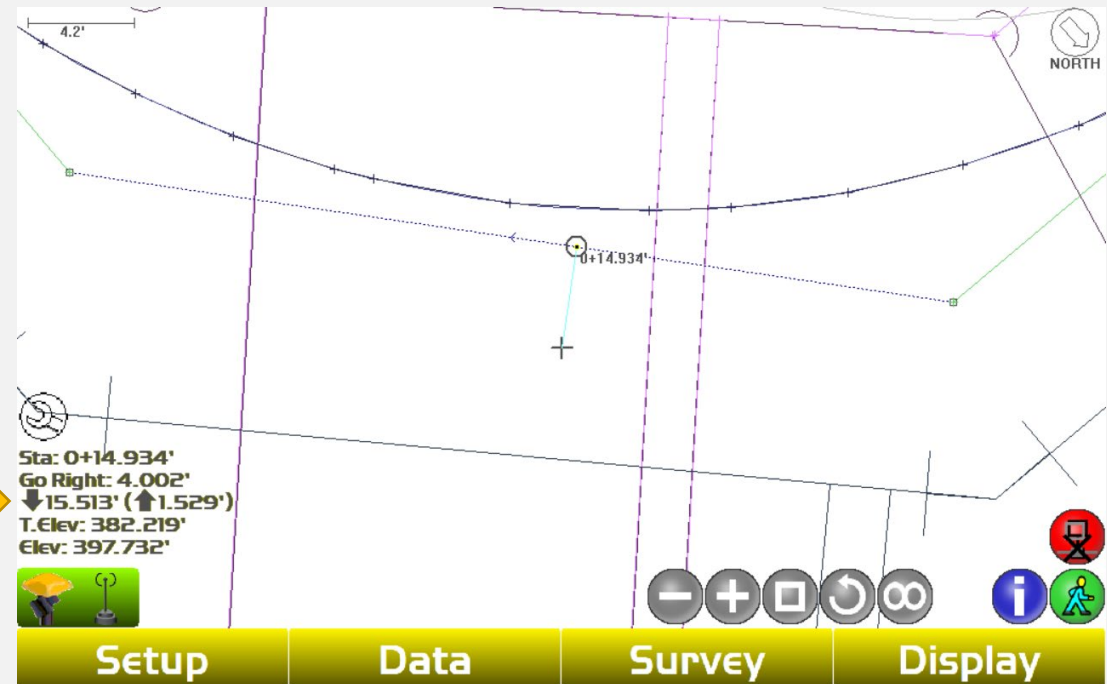 4.2'
NORTH
0+14.934'
Sta: 0+14.934'
Go Right: 4.002'
15.513' (1.529')
T.Elev: 382.219'
Elev: 397.732'
Setup Data Survey Display